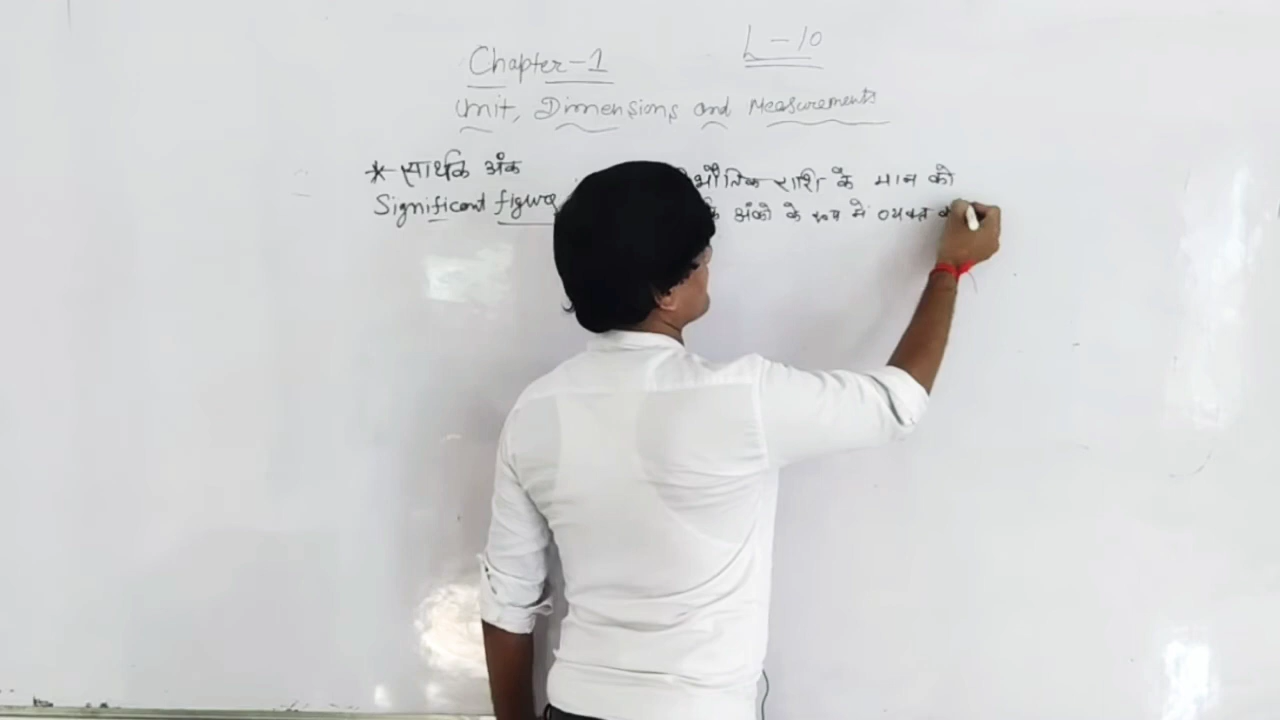 L-10
Chapter-1
Unit, Dimensions and Measurements
* सार्थक अंक
भौतिक राशि के मान को
Significant figure
अंको के रूप में व्यक्त